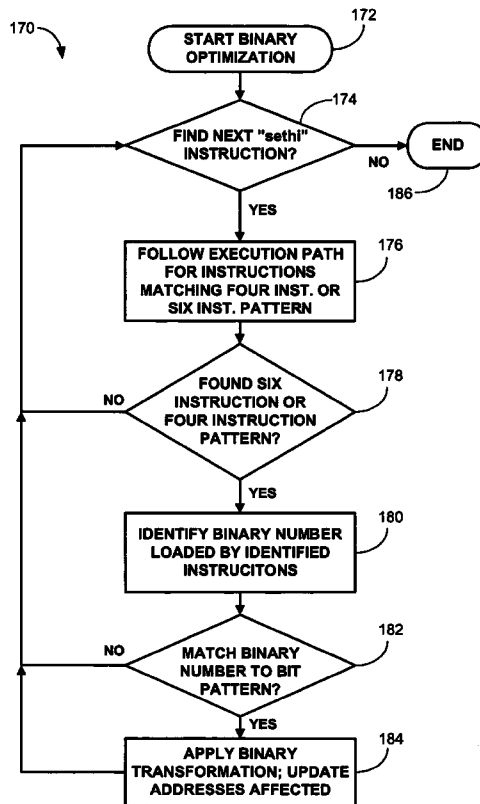 170
START BINARY
OPTIMIZATION
172
174
FIND NEXT "sethi"
INSTRUCTION?
NO
END
186
YES
FOLLOW EXECUTION PATH
FOR INSTRUCTIONS
MATCHING FOUR INST. OR
SIX INST. PATTERN
176
178
NO
FOUND SIX
INSTRUCTION OR
FOUR INSTRUCTION
PATTERN?
YES
180
IDENTIFY BINARY NUMBER
LOADED BY IDENTIFIED
INSTRUCITONS
182
NO
MATCH BINARY
NUMBER TO BIT
PATTERN?
YES
184
APPLY BINARY
TRANSFORMATION; UPDATE
ADDRESSES AFFECTED